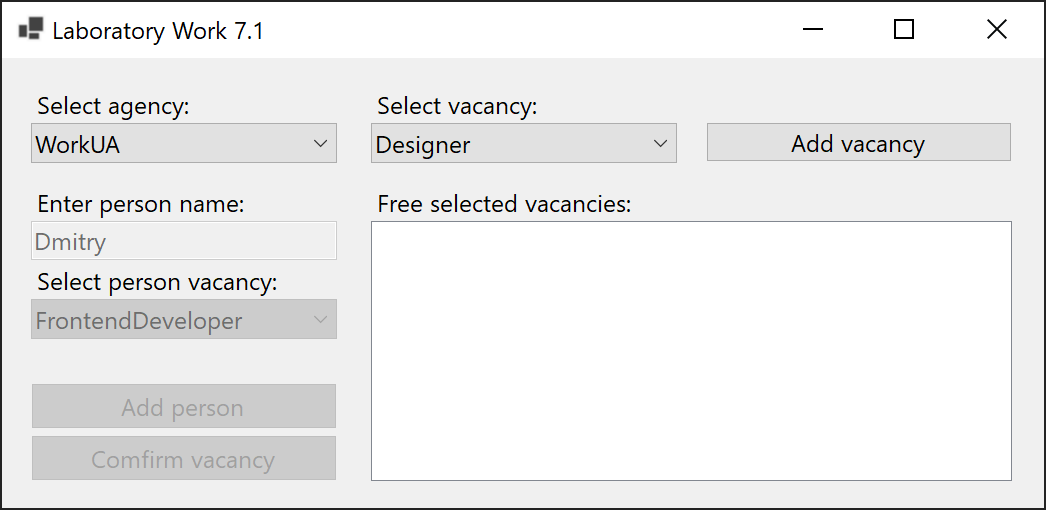 Laboratory Work 7.1
Select agency:
WorkUA
Select vacancy:
Designer
Add vacancy
Enter person name:
Dmitry
Select person vacancy:
FrontendDeveloper
Add person
Comfirm vacancy
Free selected vacancies: